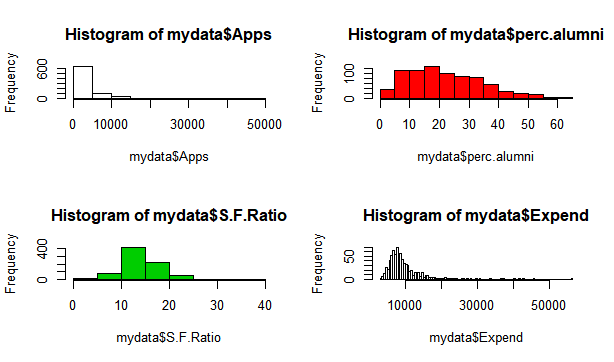 Histogram of mydata$Apps
Frequency
600
0
0 10000 30000 50000
mydata$Apps
Histogram of mydata$perc.alumni
Frequency
100
0
0 10 20 30 40 50 60
mydata$perc.alumni
Histogram of mydata$S.F.Ratio
Frequency
400
0
0 10 20 30 40
mydata$S.F.Ratio
Histogram of mydata$Expend
Frequency
50
0
10000 30000 50000
mydata$Expend